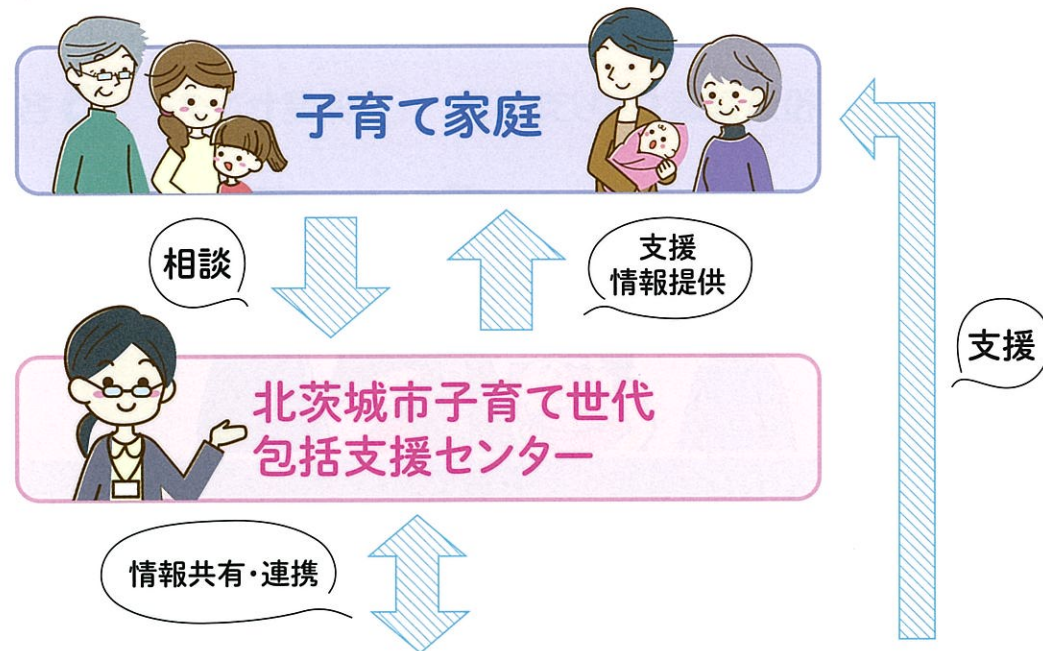 子育て家庭
相談
支援
情報提供
支援
北茨城市子育て世代
包括支援センター
情報共有・連携